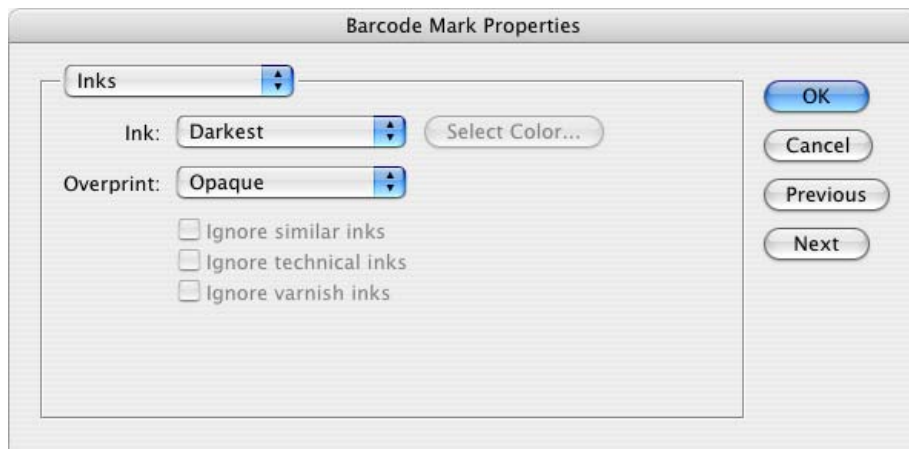 Barcode Mark Properties
Inks
Ink: Darkest Select Color...
Overprint: Opaque
Ignore similar inks
Ignore technical inks
Ignore varnish inks
OK
Cancel
Previous
Next